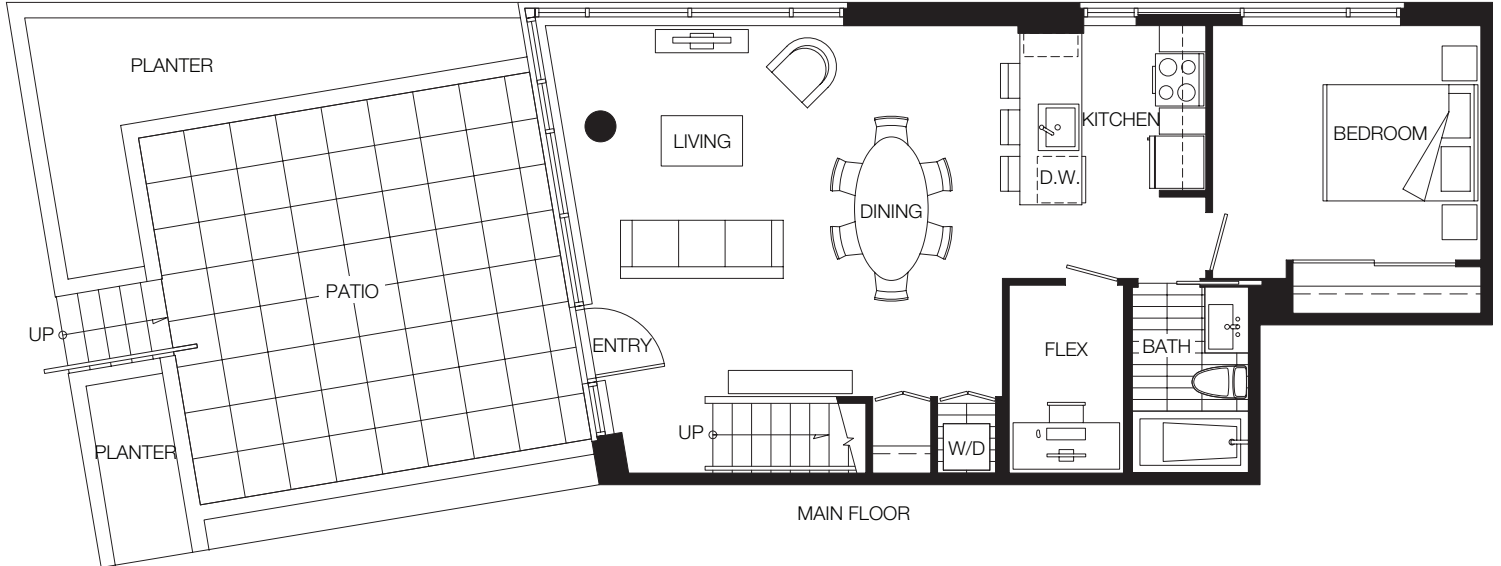 PLANTER
LIVING
KITCHEN
BEDROOM
D.W.
DINING
PATIO
UP
ENTRY
FLEX
BATH
UP
W/D
PLANTER
MAIN FLOOR